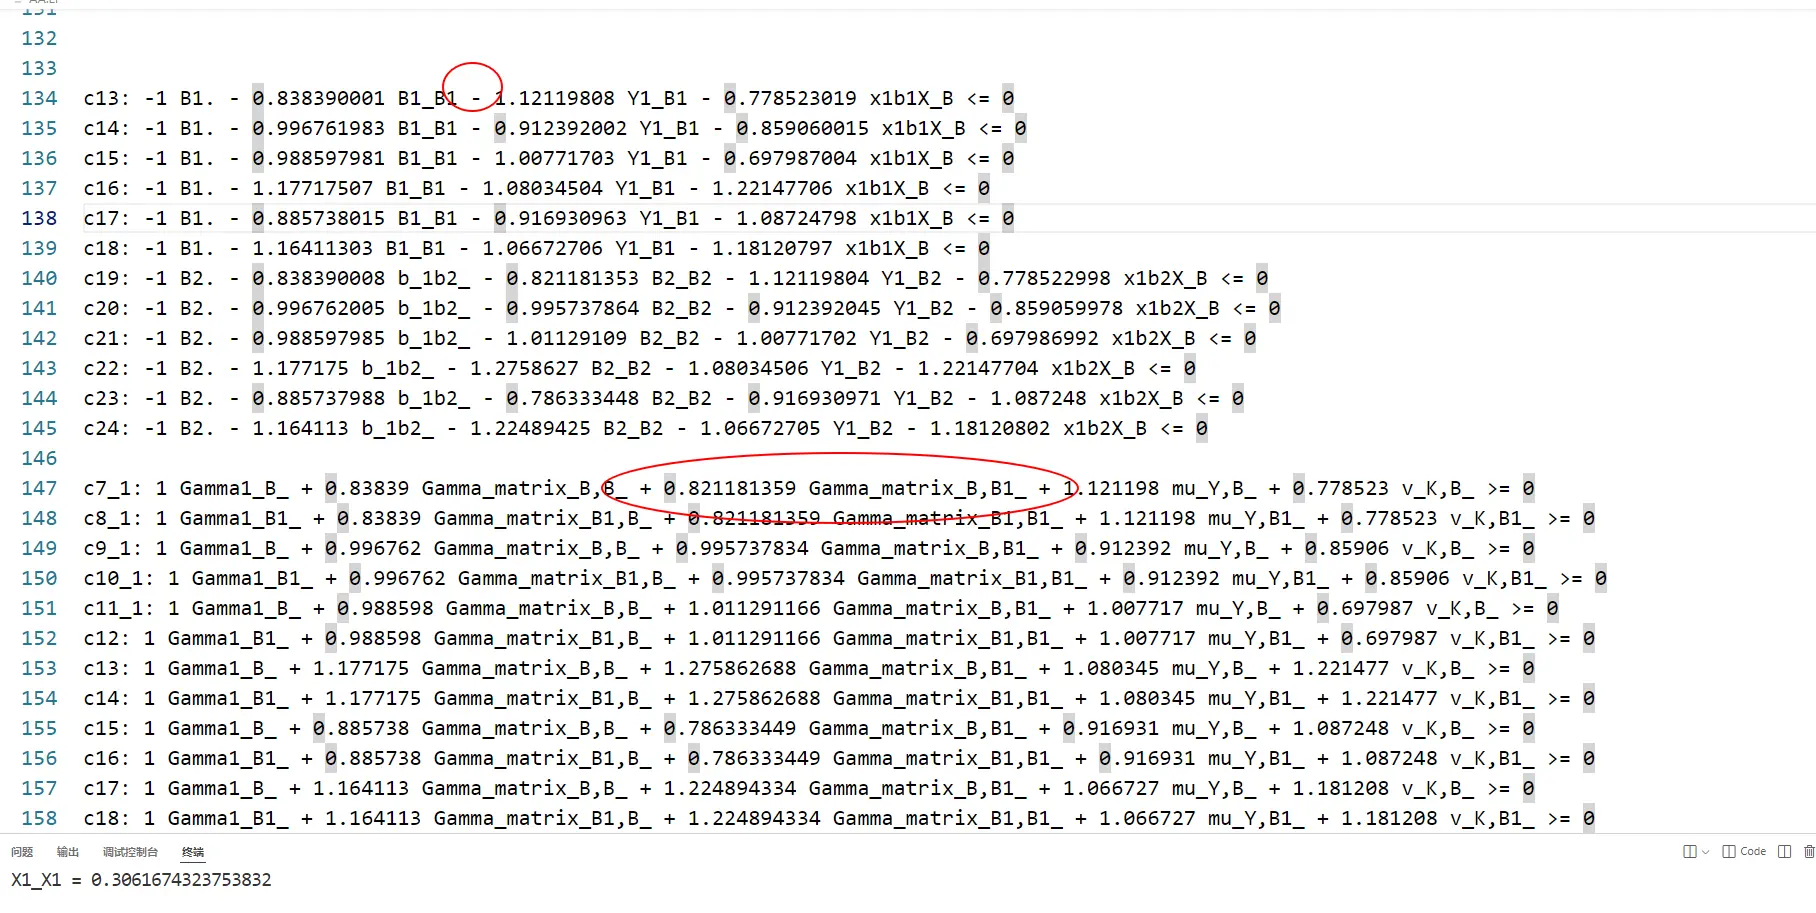 131
132
133
134 c13: -1 B1. - 0.838390001 B1_B1 - 1.12119808 Y1_B1 - 0.778523019 x1b1X_B <= 0
135 c14: -1 B1. - 0.996761983 B1_B1 - 0.912392002 Y1_B1 - 0.859060015 x1b1X_B <= 0
136 c15: -1 B1. - 0.988597981 B1_B1 - 1.00771703 Y1_B1 - 0.697987004 x1b1X_B <= 0
137 c16: -1 B1. - 1.17717507 B1_B1 - 1.08034504 Y1_B1 - 1.22147706 x1b1X_B <= 0
138 c17: -1 B1. - 0.885738015 B1_B1 - 0.916930963 Y1_B1 - 1.08724798 x1b1X_B <= 0
139 c18: -1 B1. - 1.16411303 B1_B1 - 1.06672706 Y1_B1 - 1.18120797 x1b1X_B <= 0
140 c19: -1 B2. - 0.838390008 b_1b2_ - 0.821181353 B2_B2 - 1.12119804 Y1_B2 - 0.778522998 x1b2X_B <= 0
141 c20: -1 B2. - 0.996762005 b_1b2_ - 0.995737864 B2_B2 - 0.912392045 Y1_B2 - 0.859059978 x1b2X_B <= 0
142 c21: -1 B2. - 0.988597985 b_1b2_ - 1.01129109 B2_B2 - 1.00771702 Y1_B2 - 0.697986992 x1b2X_B <= 0
143 c22: -1 B2. - 1.177175 b_1b2_ - 1.2758627 B2_B2 - 1.08034506 Y1_B2 - 1.22147704 x1b2X_B <= 0
144 c23: -1 B2. - 0.885737988 b_1b2_ - 0.786333448 B2_B2 - 0.916930971 Y1_B2 - 1.087248 x1b2X_B <= 0
145 c24: -1 B2. - 1.164113 b_1b2_ - 1.22489425 B2_B2 - 1.06672705 Y1_B2 - 1.18120802 x1b2X_B <= 0
146
147 c7_1: 1 Gamma1_B_ + 0.83839 Gamma_matrix_B,B_ + 0.821181359 Gamma_matrix_B,B1_ + 1.121198 mu_Y,B_ + 0.778523 v_K,B_ >= 0
148 c8_1: 1 Gamma1_B1_ + 0.83839 Gamma_matrix_B1,B_ + 0.821181359 Gamma_matrix_B1,B1_ + 1.121198 mu_Y,B1_ + 0.778523 v_K,B1_ >= 0
149 c9_1: 1 Gamma1_B_ + 0.996762 Gamma_matrix_B,B_ + 0.995737834 Gamma_matrix_B,B1_ + 0.912392 mu_Y,B_ + 0.85906 v_K,B_ >= 0
150 c10_1: 1 Gamma1_B1_ + 0.996762 Gamma_matrix_B1,B_ + 0.995737834 Gamma_matrix_B1,B1_ + 0.912392 mu_Y,B1_ + 0.85906 v_K,B1_ >= 0
151 c11_1: 1 Gamma1_B_ + 0.988598 Gamma_matrix_B,B_ + 1.011291166 Gamma_matrix_B,B1_ + 1.007717 mu_Y,B_ + 0.697987 v_K,B_ >= 0
152 c12: 1 Gamma1_B1_ + 0.988598 Gamma_matrix_B1,B_ + 1.011291166 Gamma_matrix_B1,B1_ + 1.007717 mu_Y,B1_ + 0.697987 v_K,B1_ >= 0
153 c13: 1 Gamma1_B_ + 1.177175 Gamma_matrix_B,B_ + 1.275862688 Gamma_matrix_B,B1_ + 1.080345 mu_Y,B_ + 1.221477 v_K,B_ >= 0
154 c14: 1 Gamma1_B1_ + 1.177175 Gamma_matrix_B1,B_ + 1.275862688 Gamma_matrix_B1,B1_ + 1.080345 mu_Y,B1_ + 1.221477 v_K,B1_ >= 0
155 c15: 1 Gamma1_B_ + 0.885738 Gamma_matrix_B,B_ + 0.786333449 Gamma_matrix_B,B1_ + 0.916931 mu_Y,B_ + 1.087248 v_K,B_ >= 0
156 c16: 1 Gamma1_B1_ + 0.885738 Gamma_matrix_B1,B_ + 0.786333449 Gamma_matrix_B1,B1_ + 0.916931 mu_Y,B1_ + 1.087248 v_K,B1_ >= 0
157 c17: 1 Gamma1_B_ + 1.164113 Gamma_matrix_B,B_ + 1.224894334 Gamma_matrix_B,B1_ + 1.066727 mu_Y,B_ + 1.181208 v_K,B_ >= 0
158 c18: 1 Gamma1_B1_ + 1.164113 Gamma_matrix_B1,B_ + 1.224894334 Gamma_matrix_B1,B1_ + 1.066727 mu_Y,B1_ + 1.181208 v_K,B1_ >= 0
问题 输出 调试控制台 终端 Code
X1_X1 = 0.3061674323753832